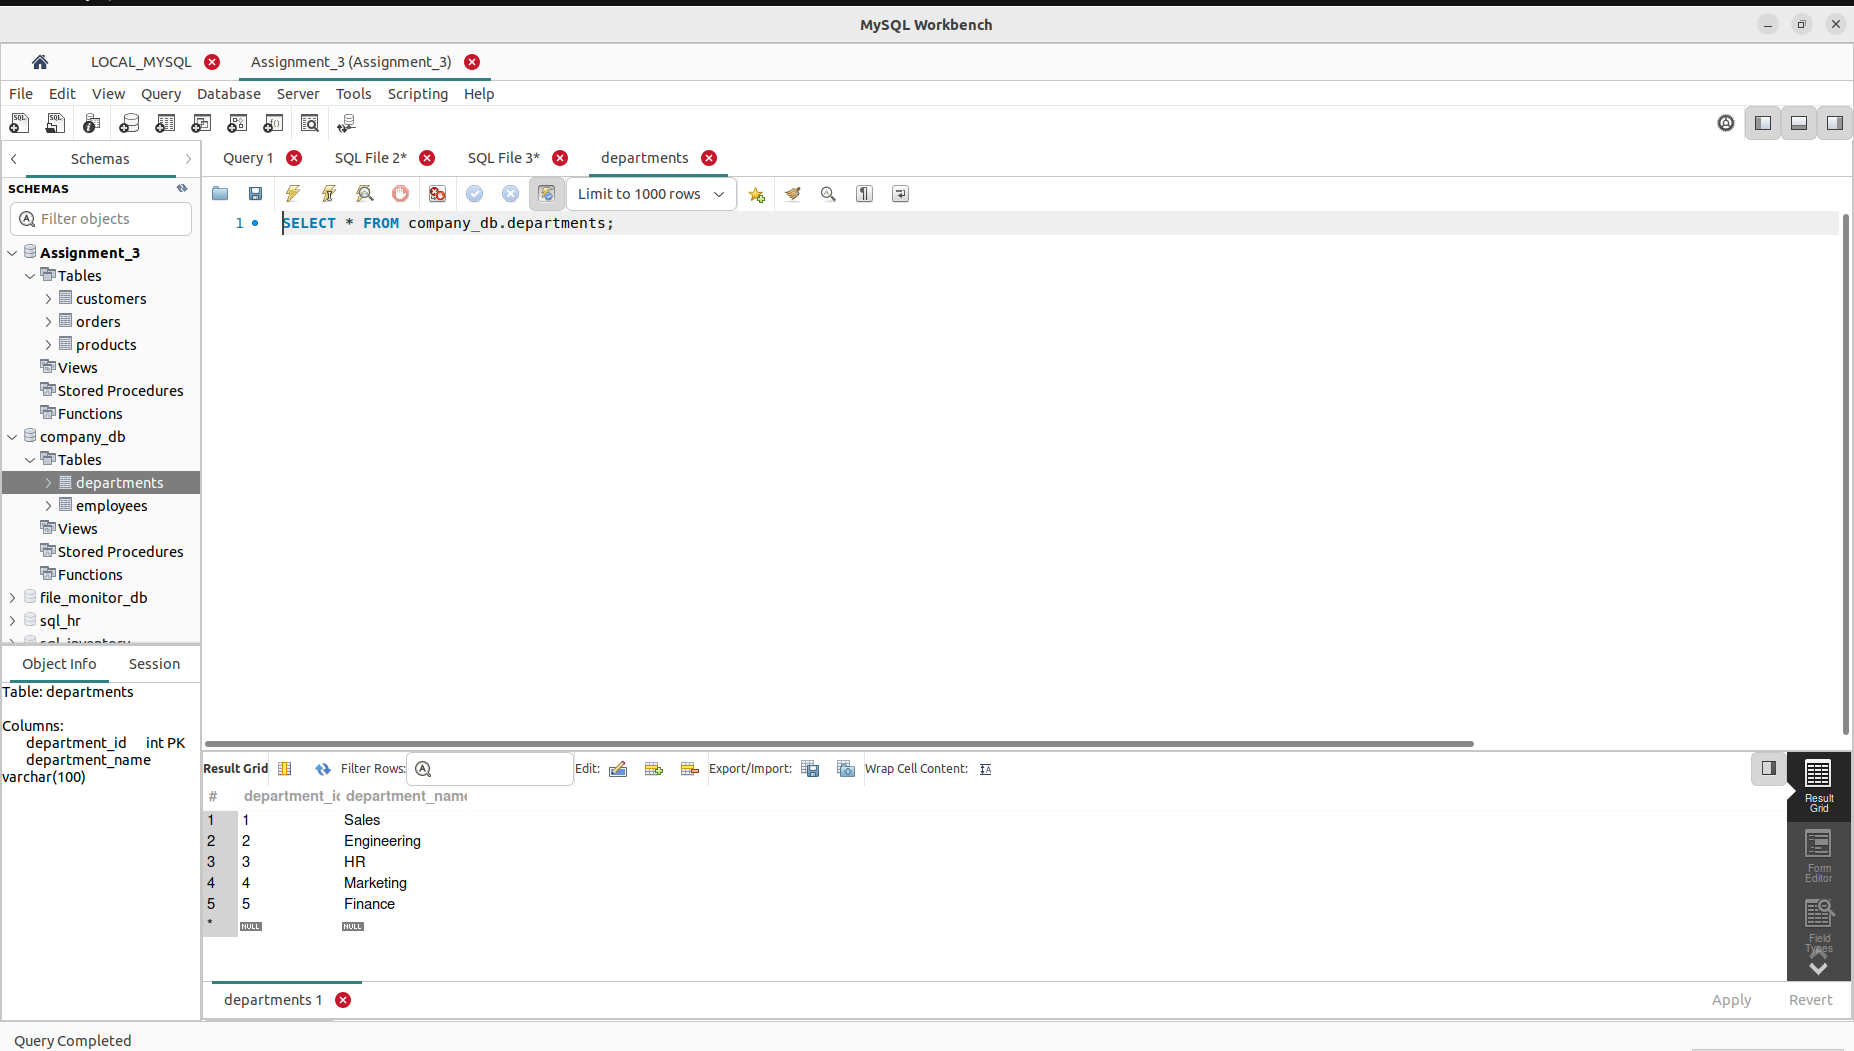 MySQL Workbench
LOCAL_MYSQL
Assignment_3 (Assignment_3)
File Edit View Query Database Server Tools Scripting Help
Schemas
Query 1
SQL File 2*
SQL File 3*
departments
SCHEMAS
Filter objects
Limit to 1000 rows
1
SELECT * FROM company_db.departments;
Assignment_3
Tables
customers
orders
products
Views
Stored Procedures
Functions
company_db
Tables
departments
employees
Views
Stored Procedures
Functions
file_monitor_db
sql_hr
sql_inventory
Object Info Session
Table: departments
Columns:
department_id int PK
department_name
varchar(100)
Result Grid
Filter Rows:
Edit:
Export/Import:
Wrap Cell Content:
# department_id department_name
1 1 Sales
2 2 Engineering
3 3 HR
4 4 Marketing
5 5 Finance
* NULL NULL
Result
Grid
Form
Editor
Field
Types
departments 1
Apply Revert
Query Completed